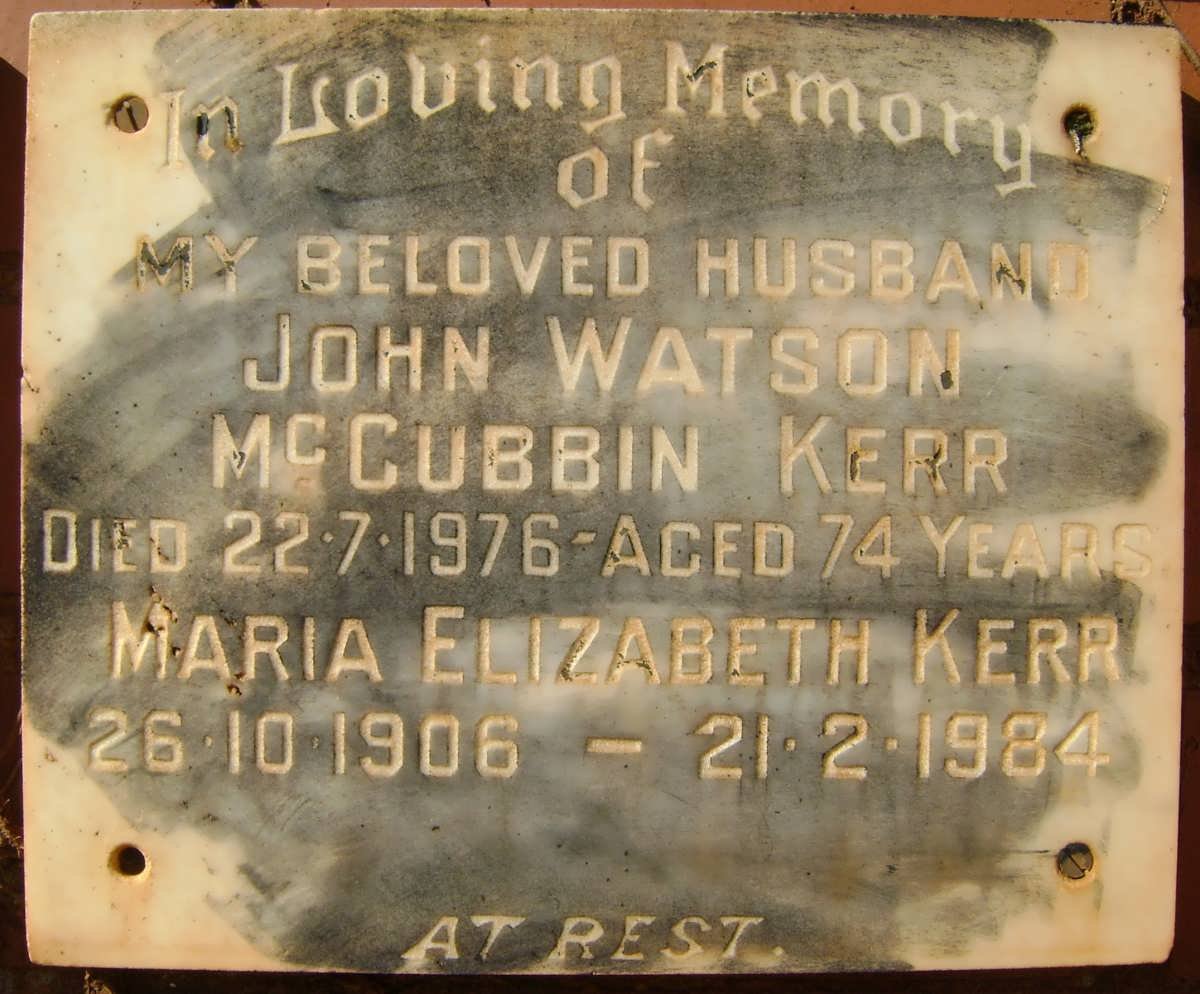 In Loving Memory
of
MY BELOVED HUSBAND
JOHN WATSON
McCUBBIN KERR
DIED 22·7·1976 - AGED 74 YEARS
MARIA ELIZABETH KERR
26·10·1906 — 21·2·1984
AT REST.